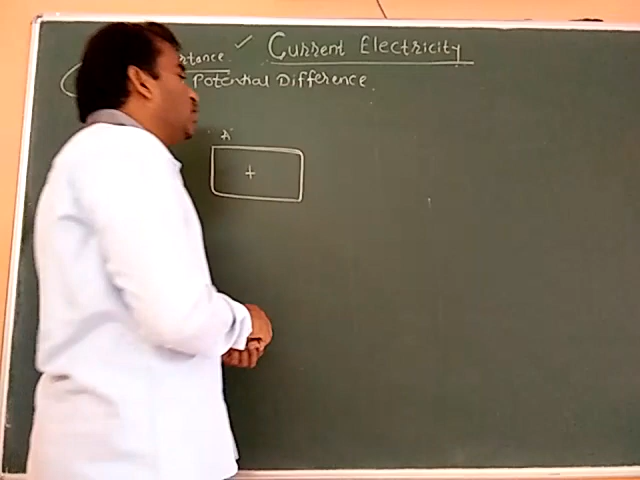 ✓ Current Electricity
Potential Difference
A
+